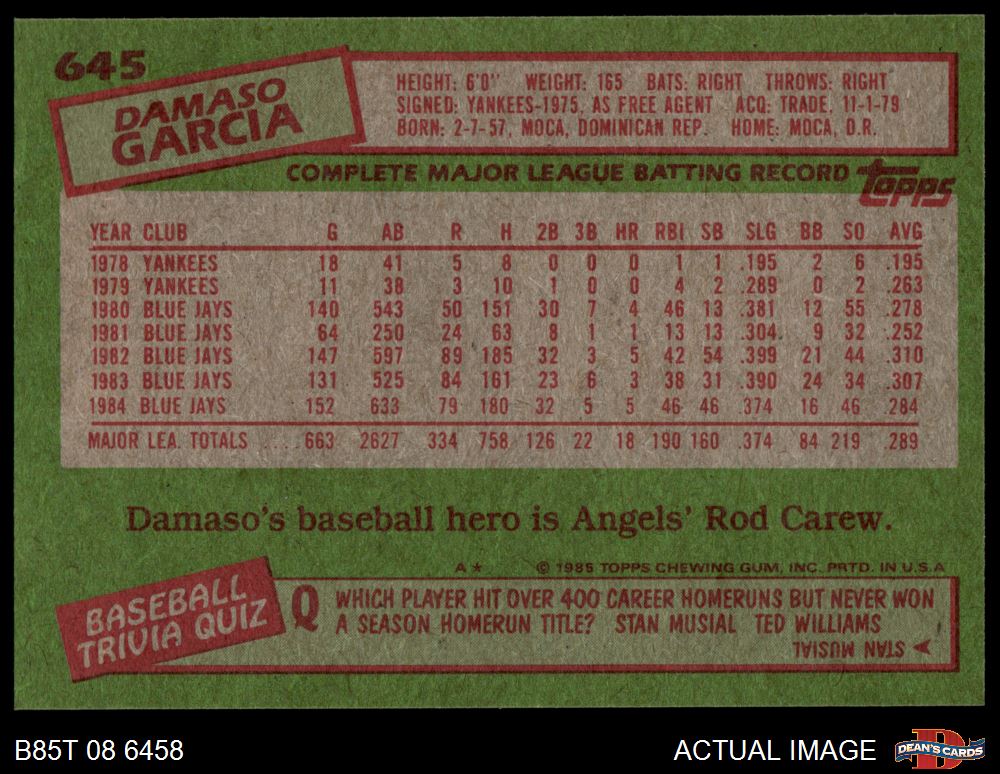 645
DAMASO
GARCIA
HEIGHT: 6'0" WEIGHT: 165 BATS: RIGHT THROWS: RIGHT
SIGNED: YANKEES-1975, AS FREE AGENT ACQ: TRADE, 11-1-79
BORN: 2-7-57, MOCA, DOMINICAN REP. HOME: MOCA, D.R.
COMPLETE MAJOR LEAGUE BATTING RECORD topps
YEAR CLUB G AB R H 2B 3B HR RBI SB SLG BB SO AVG
1978 YANKEES 18 41 5 8 0 0 0 1 1 .195 2 6 .195
1979 YANKEES 11 38 3 10 1 0 0 4 2 .289 0 2 .263
1980 BLUE JAYS 140 543 50 151 30 7 4 46 13 .381 12 55 .278
1981 BLUE JAYS 64 250 24 63 8 1 1 13 13 .304 9 32 .252
1982 BLUE JAYS 147 597 89 185 32 3 5 42 54 .399 21 44 .310
1983 BLUE JAYS 131 525 84 161 23 6 3 38 31 .390 24 34 .307
1984 BLUE JAYS 152 633 79 180 32 5 5 46 46 .374 16 46 .284
MAJOR LEA. TOTALS .... 663 2627 334 758 126 22 18 190 160 .374 84 219 .289
Damaso's baseball hero is Angels' Rod Carew.
A* © 1985 TOPPS CHEWING GUM, INC. PRTD. IN U.S.A
BASEBALL
TRIVIA QUIZ
Q WHICH PLAYER HIT OVER 400 CAREER HOMERUNS BUT NEVER WON
A SEASON HOMERUN TITLE? STAN MUSIAL TED WILLIAMS
STAN MUSIAL
B85T 08 6458
ACTUAL IMAGE
D
DEAN'S CARDS